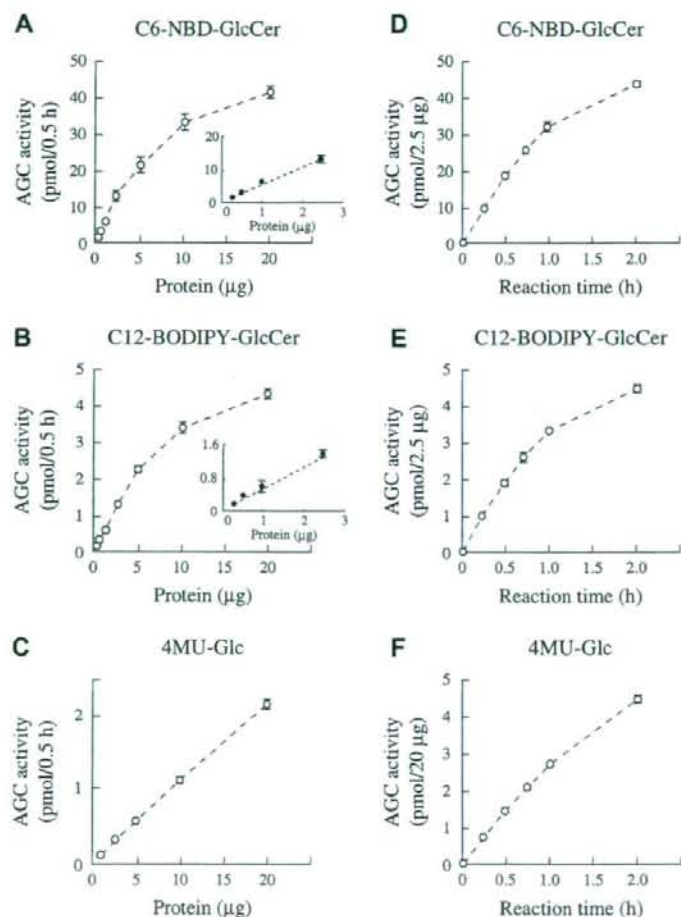 A
C6-NBD-GlcCer
AGC activity
(pmol/0.5 h)
50
40
30
20
10
0
0
5
10
15
20
Protein (μg)
20
10
0
0
1
2
3
Protein (μg)
D
C6-NBD-GlcCer
AGC activity
(pmol/2.5 μg)
50
40
30
20
10
0
0
0.5
1.0
2.0
Reaction time (h)
B
C12-BODIPY-GlcCer
AGC activity
(pmol/0.5 h)
5
4
3
2
1
0
0
5
10
15
20
Protein (μg)
1.6
0.8
0
0
1
2
3
Protein (μg)
E
C12-BODIPY-GlcCer
AGC activity
(pmol/2.5 μg)
5
4
3
2
1
0
0
0.5
1.0
2.0
Reaction time (h)
C
4MU-Glc
AGC activity
(pmol/0.5 h)
2
1
0
0
5
10
15
20
Protein (μg)
F
4MU-Glc
AGC activity
(pmol/20 μg)
5
4
3
2
1
0
0
0.5
1.0
2.0
Reaction time (h)